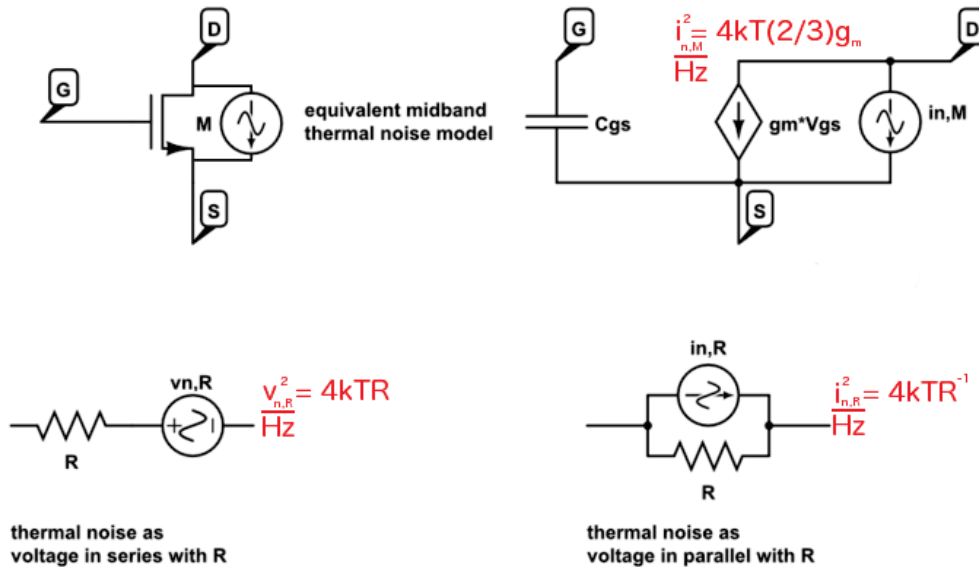 D
G
M
S
equivalent midband
thermal noise model
G
i²n,M/Hz = 4kT(2/3)gm
D
Cgs
gm*Vgs
in,M
S
vn,R
R
v²n,R/Hz = 4kTR
thermal noise as
voltage in series with R
in,R
R
i²n,R/Hz = 4kTR⁻¹
thermal noise as
voltage in parallel with R